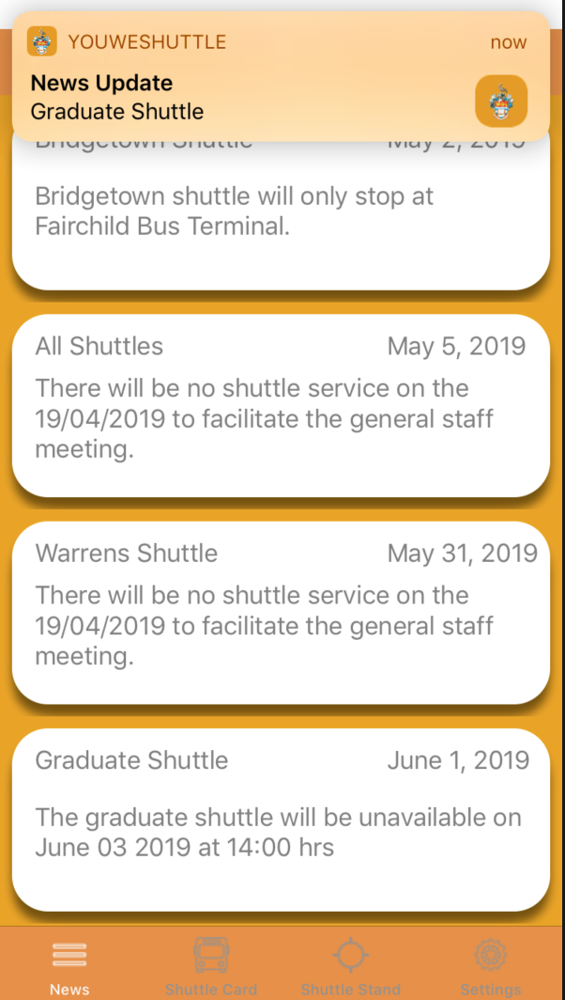 YOUWESHUTTLE now
News Update
Graduate Shuttle
Bridgetown Shuttle May 2, 2019
Bridgetown shuttle will only stop at
Fairchild Bus Terminal.
All Shuttles May 5, 2019
There will be no shuttle service on the
19/04/2019 to facilitate the general staff
meeting.
Warrens Shuttle May 31, 2019
There will be no shuttle service on the
19/04/2019 to facilitate the general staff
meeting.
Graduate Shuttle June 1, 2019
The graduate shuttle will be unavailable on
June 03 2019 at 14:00 hrs
News Shuttle Card Shuttle Stand Settings